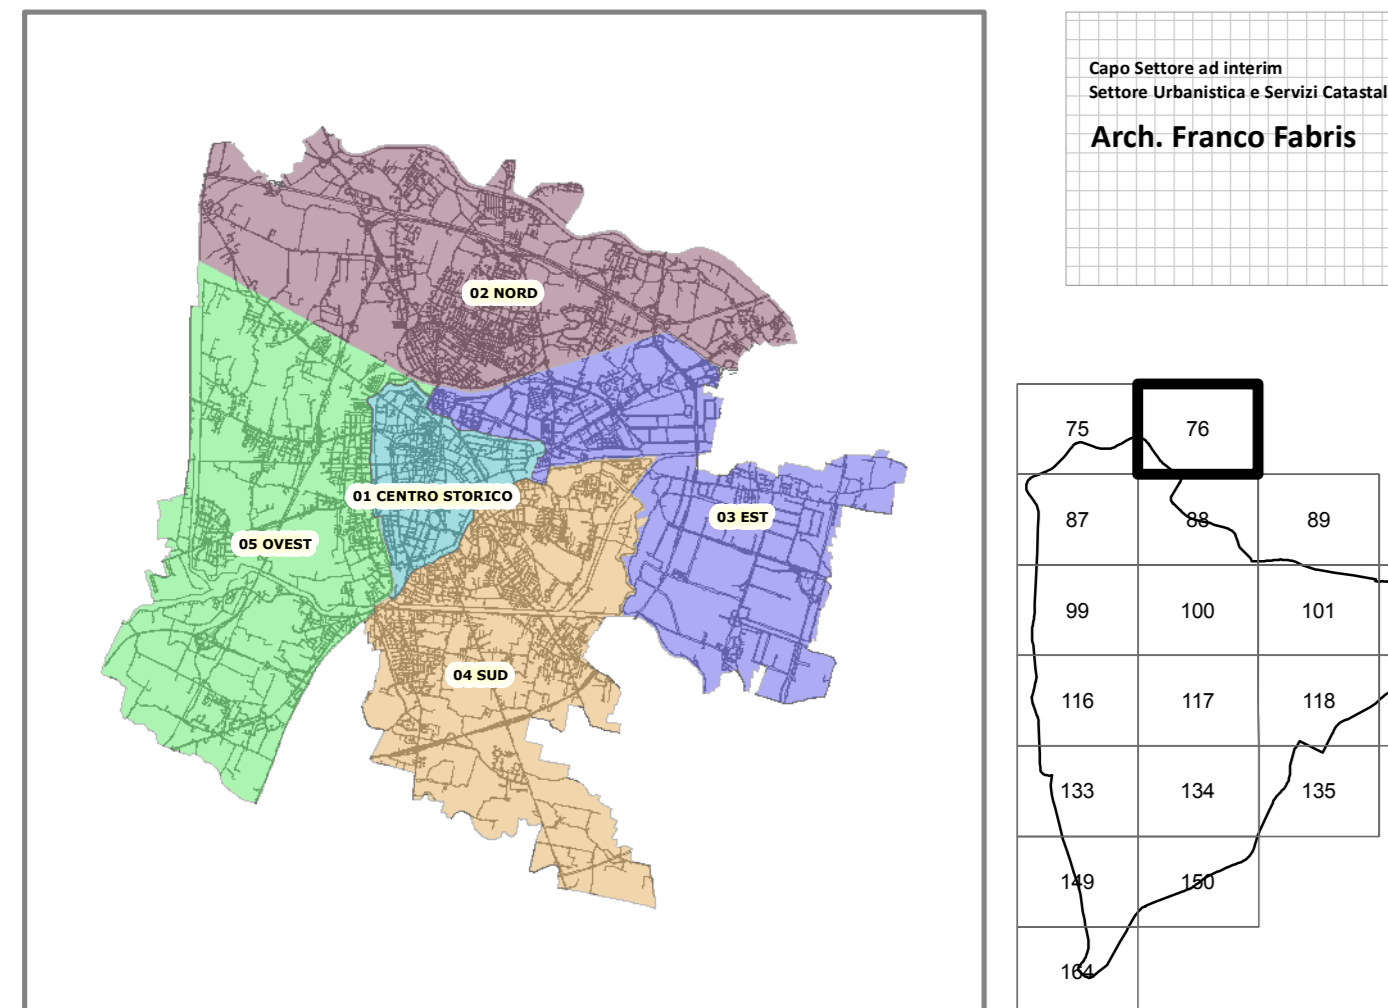 Capo Settore ad interim
Settore Urbanistica e Servizi Catastal
Arch. Franco Fabris
02 NORD
01 CENTRO STORICO
03 EST
05 OVEST
04 SUD
75 76
87 88 89
99 100 101
116 117 118
133 134 135
149 150
164